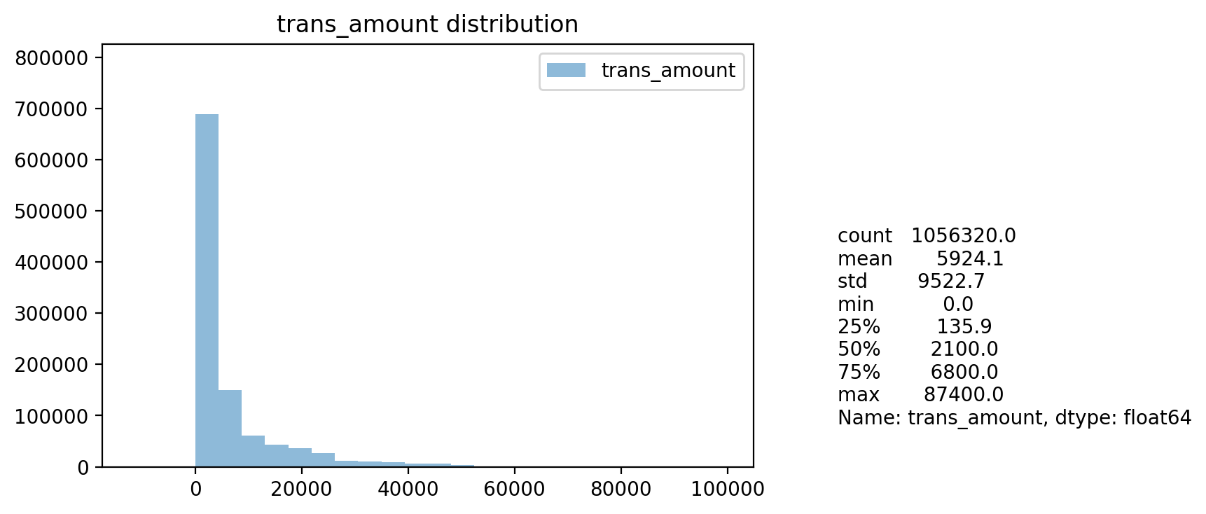 trans_amount distribution
800000
700000
600000
500000
400000
300000
200000
100000
0
trans_amount
0 20000 40000 60000 80000 100000
count 1056320.0
mean 5924.1
std 9522.7
min 0.0
25% 135.9
50% 2100.0
75% 6800.0
max 87400.0
Name: trans_amount, dtype: float64